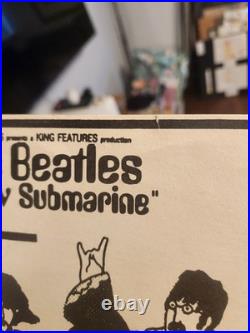 presents a KING FEATURES production
Beatles
Submarine"